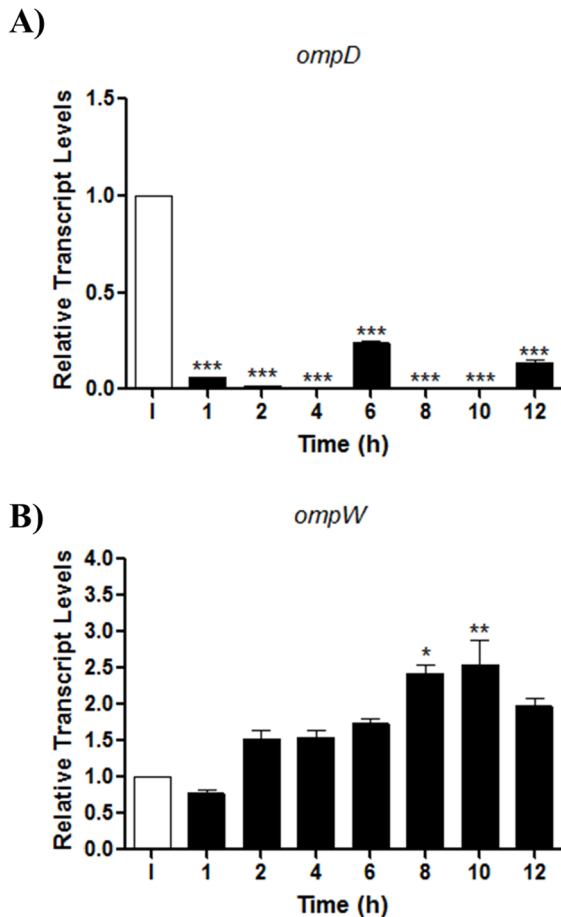 A)
ompD
Relative Transcript Levels
1.5
1.0
0.5
0.0
*** *** *** *** *** *** ***
I 1 2 4 6 8 10 12
Time (h)
B)
ompW
Relative Transcript Levels
4.0
3.5
3.0
2.5
2.0
1.5
1.0
0.5
0.0
* **
I 1 2 4 6 8 10 12
Time (h)